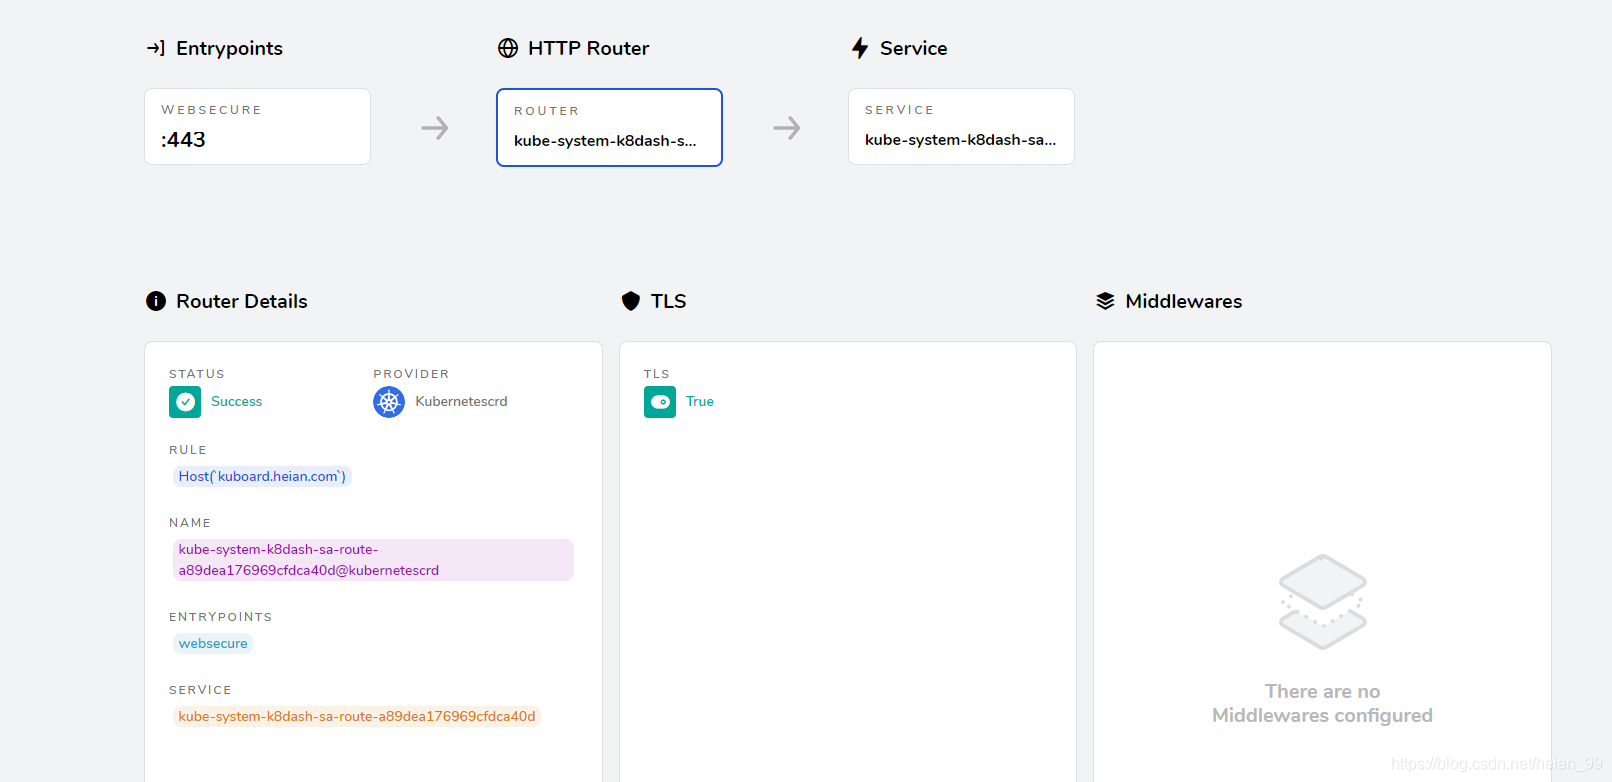 Entrypoints
HTTP Router
Service
WEBSECURE
:443
ROUTER
kube-system-k8dash-s...
SERVICE
kube-system-k8dash-sa...
Router Details
TLS
Middlewares
STATUS
Success
PROVIDER
Kubernetescrd
RULE
Host(`kuboard.heian.com`)
NAME
kube-system-k8dash-sa-route-
a89dea176969cfdca40d@kubernetescrd
ENTRYPOINTS
websecure
SERVICE
kube-system-k8dash-sa-route-a89dea176969cfdca40d
TLS
True
There are no
Middlewares configured
https://blog.csdn.net/heian_99